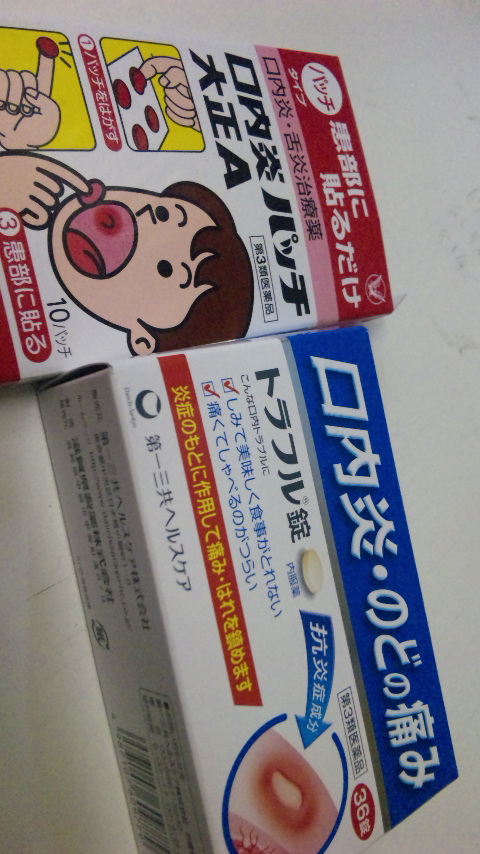 パッチ
タイプ
患部に
貼るだけ
口内炎・舌炎治療薬
口内炎パッチ
大正A
第3類医薬品
①パッチをはがす
③患部に貼る
10パッチ
口内炎・のどの痛み
トラフル®錠
内服薬
こんな口内トラブルに
しみて美味しく食事がとれない
痛くてしゃべるのがつらい
炎症のもとに作用して痛み・はれを鎮めます
抗炎症成分
第3類医薬品
36錠
第一三共ヘルスケア